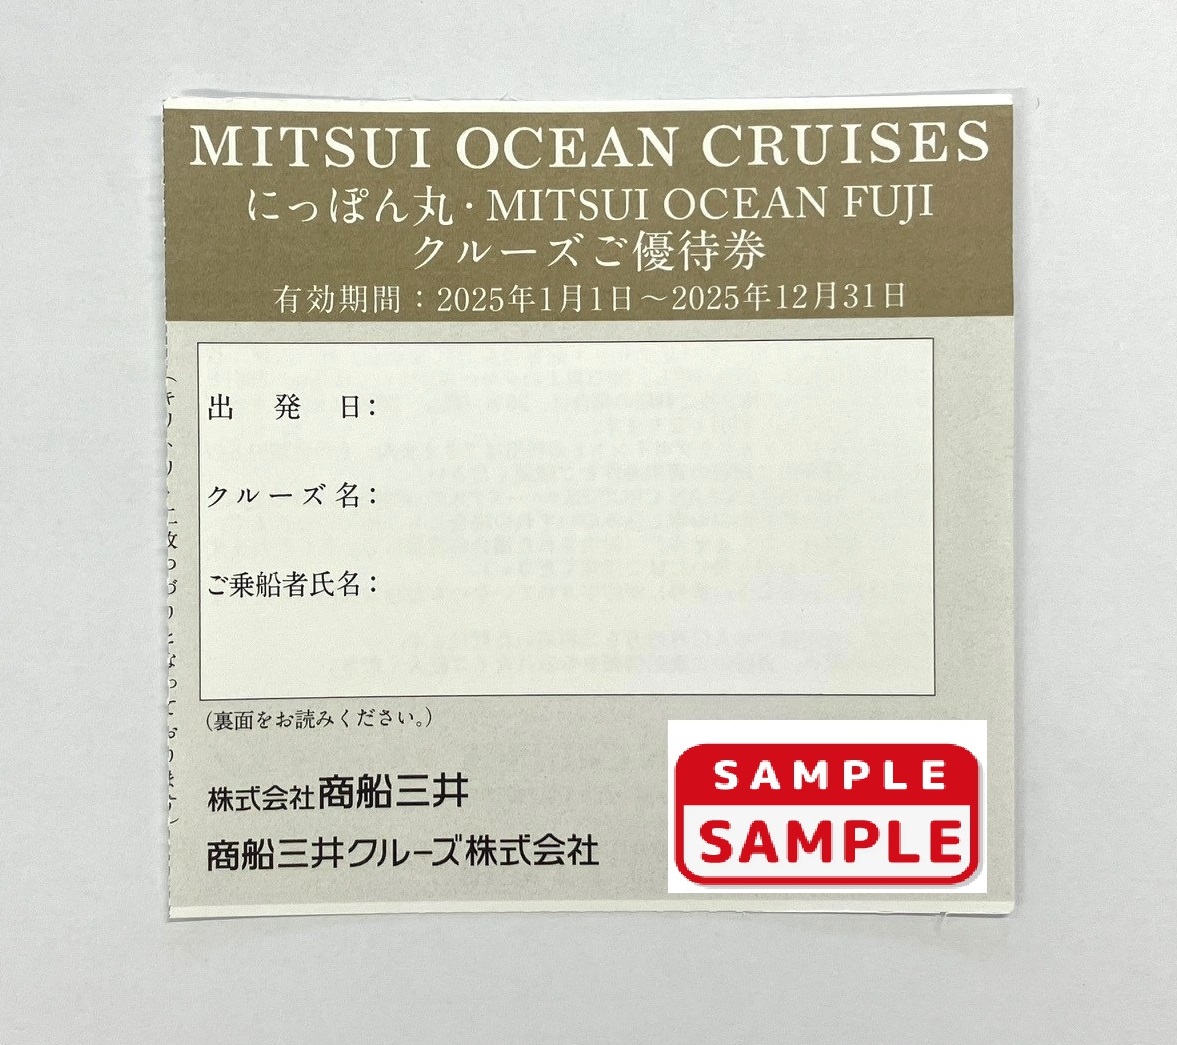 MITSUI OCEAN CRUISES
にっぽん丸・MITSUI OCEAN FUJI
クルーズご優待券
有効期間：2025年1月1日～2025年12月31日
出発日：
クルーズ名：
ご乗船者氏名：
（裏面をお読みください。）
株式会社商船三井
商船三井クルーズ株式会社
SAMPLE
SAMPLE